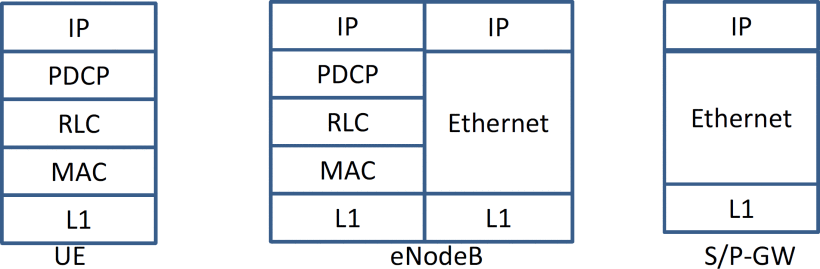 IP
PDCP
RLC
MAC
L1
UE
IP IP
PDCP
RLC Ethernet
MAC
L1 L1
eNodeB
IP
Ethernet
L1
S/P-GW